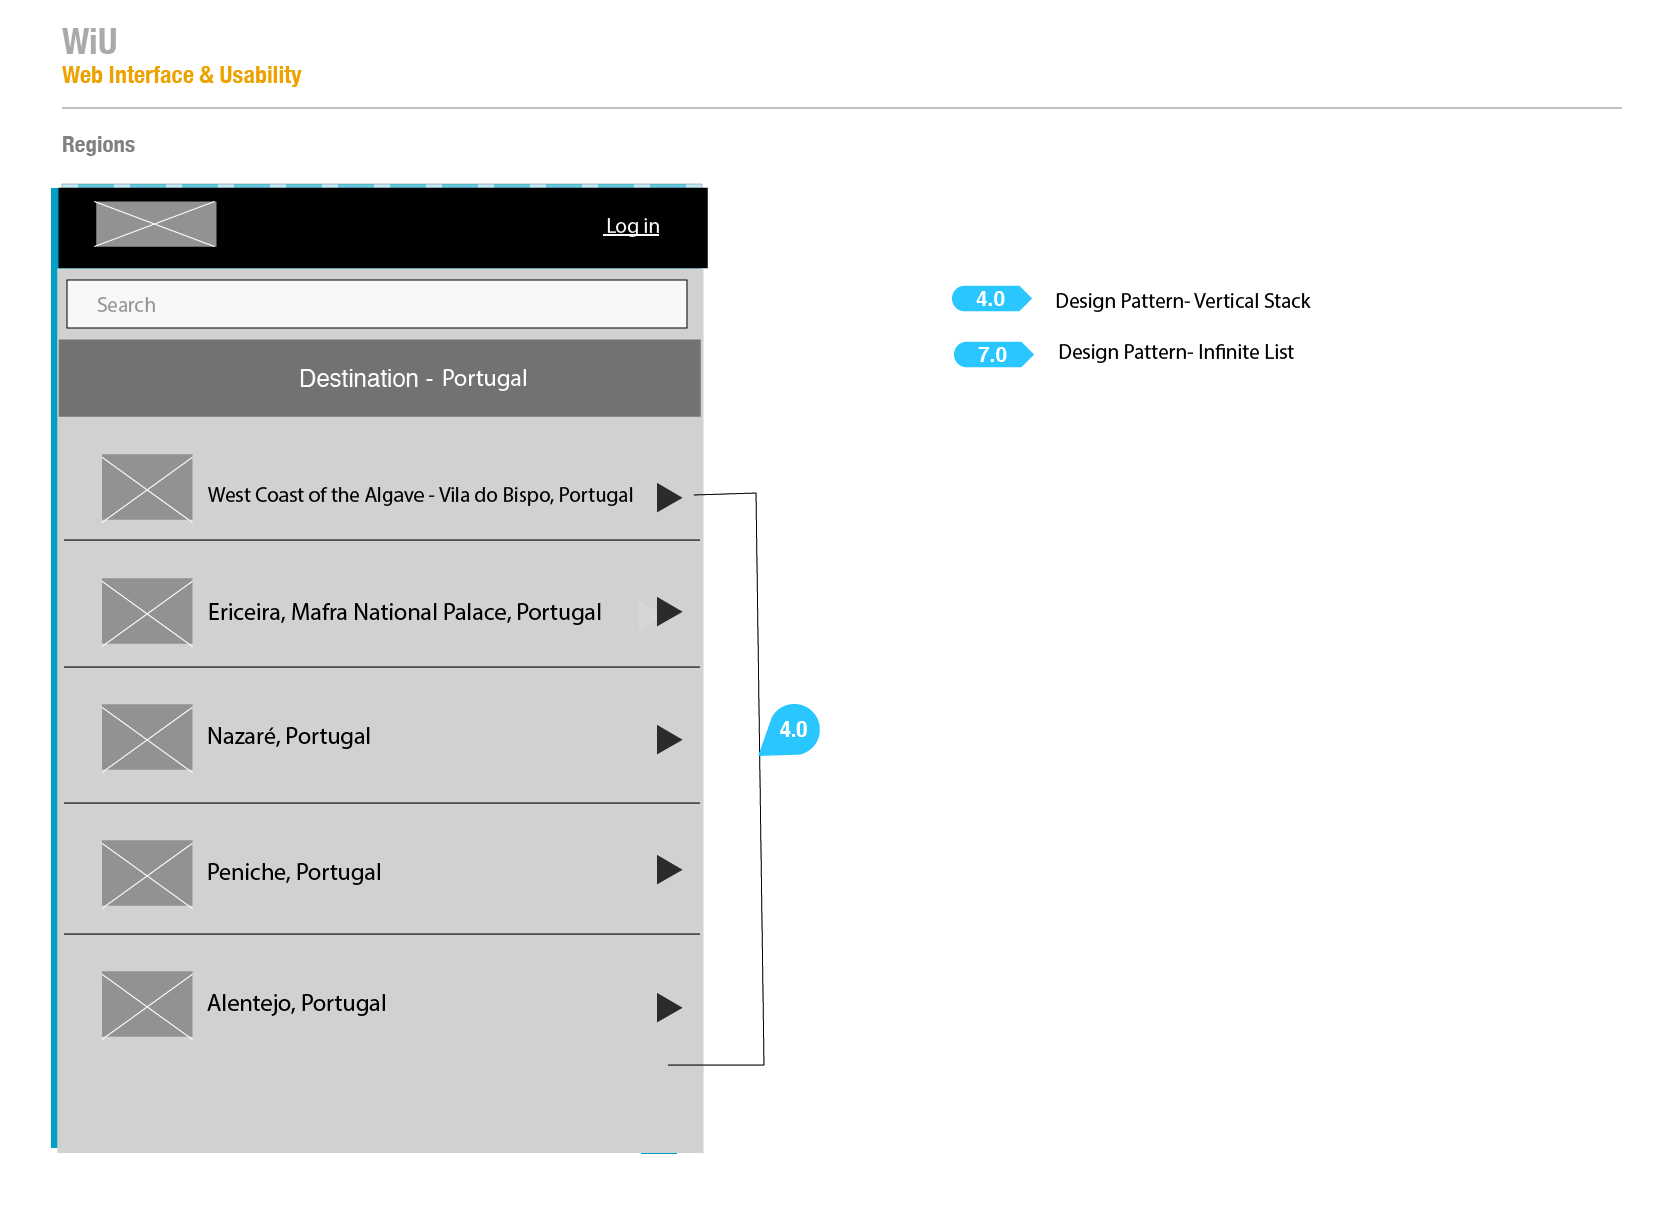 WiU
Web Interface & Usability
Regions
Log in
Search
Destination - Portugal
West Coast of the Algave - Vila do Bispo, Portugal
Ericeira, Mafra National Palace, Portugal
Nazaré, Portugal
Peniche, Portugal
Alentejo, Portugal
4.0
4.0 Design Pattern- Vertical Stack
7.0 Design Pattern- Infinite List